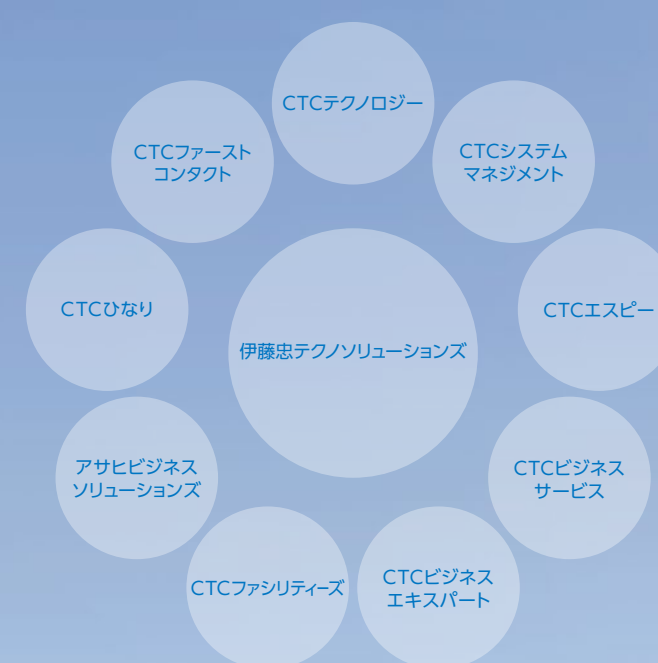 CTCテクノロジー
CTCファースト
コンタクト
CTCシステム
マネジメント
CTCひなり
CTCエスピー
伊藤忠テクノソリューションズ
アサヒビジネス
ソリューションズ
CTCビジネス
サービス
CTCファシリティーズ
CTCビジネス
エキスパート